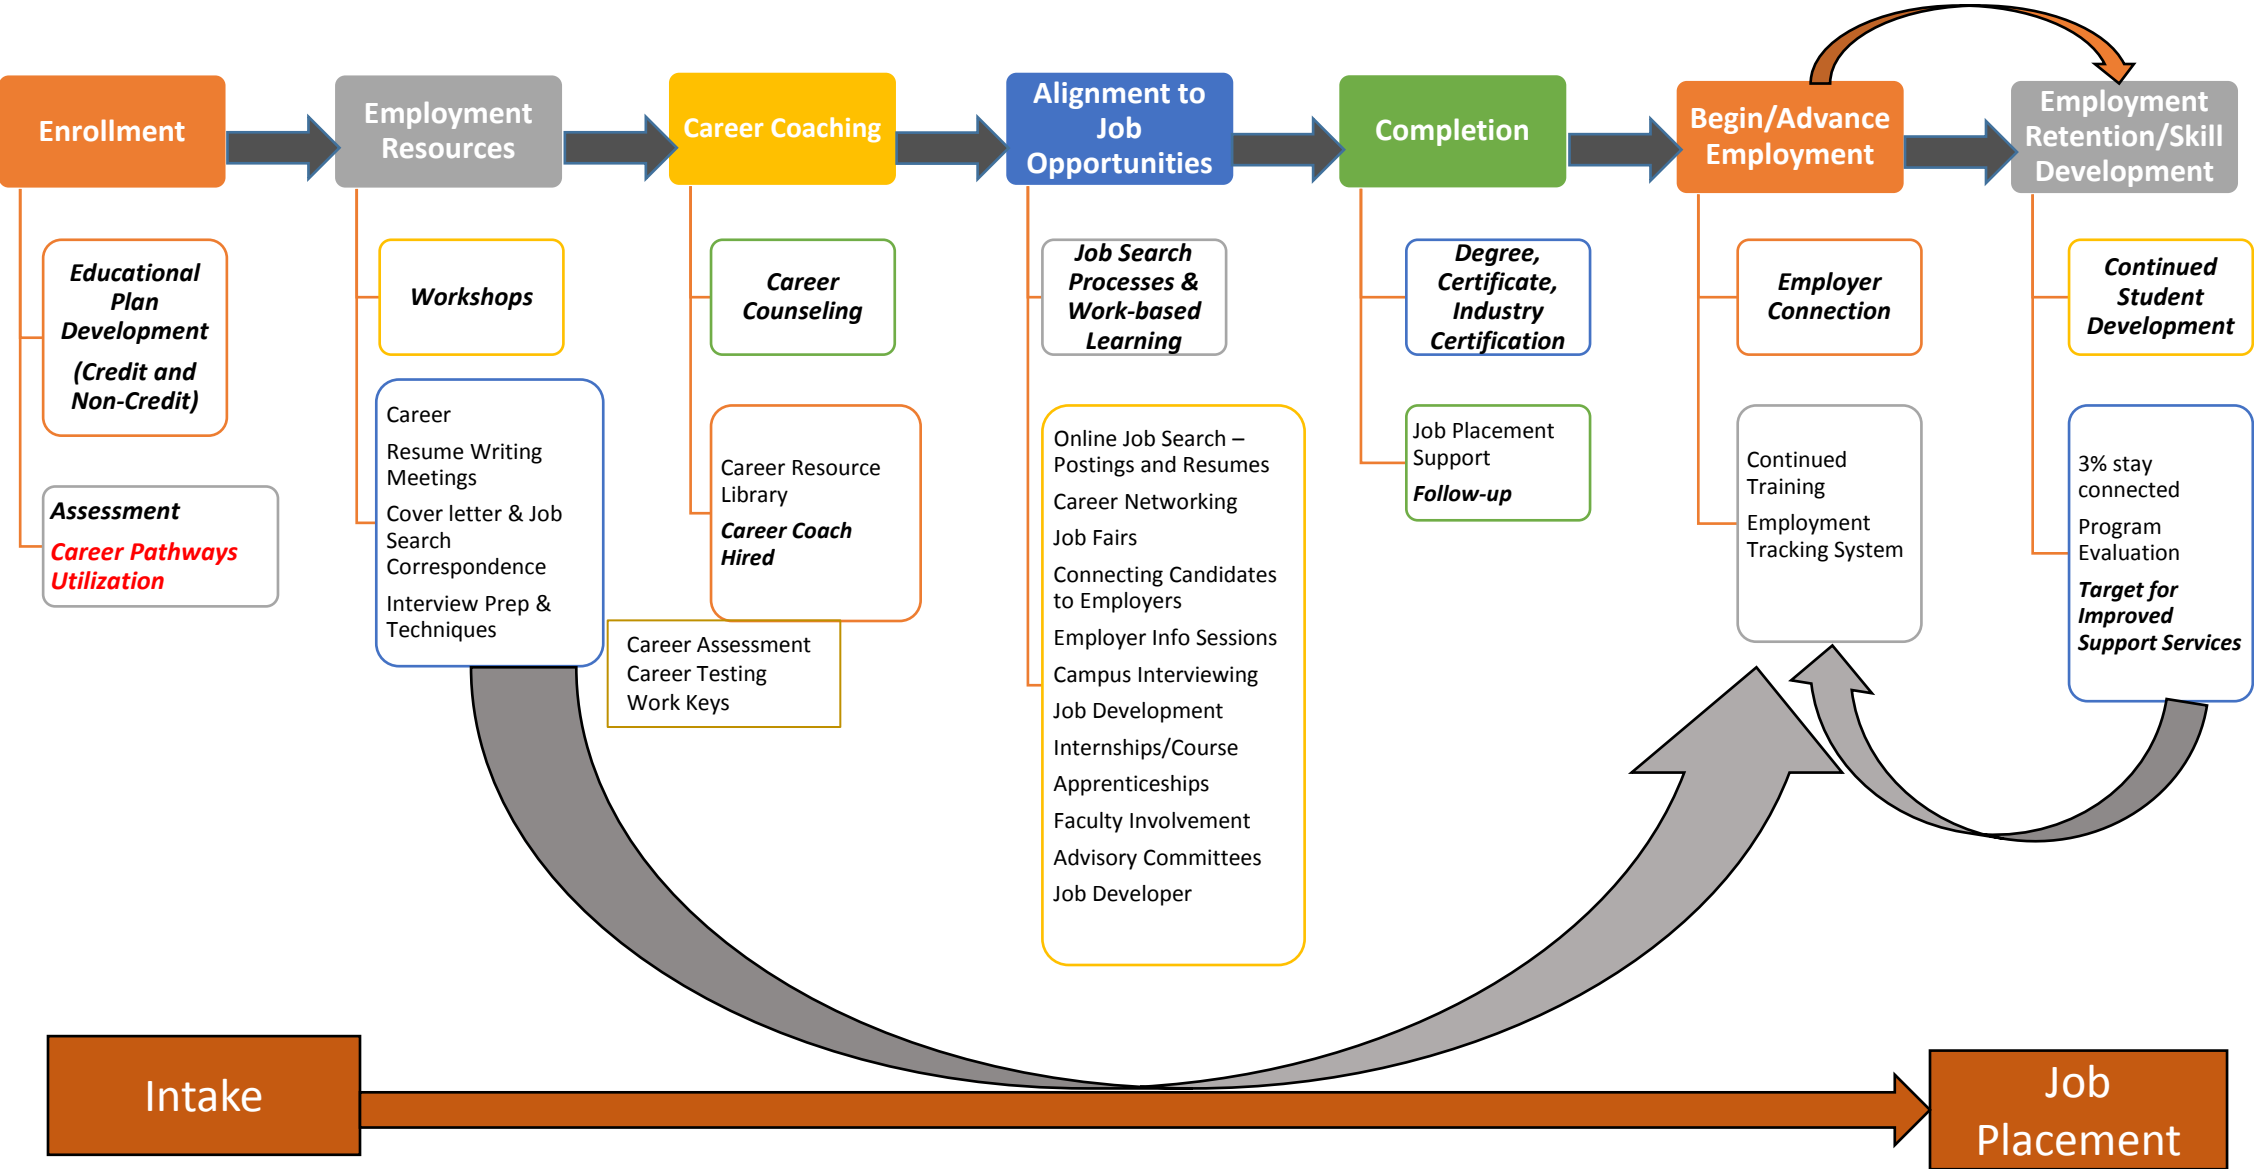 Enrollment
Employment
Resources
Career Coaching
Alignment to
Job
Opportunities
Completion
Begin/Advance
Employment
Employment
Retention/Skill
Development
Educational
Plan
Development
(Credit and
Non-Credit)
Assessment
Career Pathways
Utilization
Workshops
Career
Resume Writing
Meetings
Cover letter & Job
Search
Correspondence
Interview Prep &
Techniques
Career
Counseling
Career Resource
Library
Career Coach
Hired
Career Assessment
Career Testing
Work Keys
Job Search
Processes &
Work-based
Learning
Online Job Search –
Postings and Resumes
Career Networking
Job Fairs
Connecting Candidates
to Employers
Employer Info Sessions
Campus Interviewing
Job Development
Internships/Course
Apprenticeships
Faculty Involvement
Advisory Committees
Job Developer
Degree,
Certificate,
Industry
Certification
Job Placement
Support
Follow-up
Employer
Connection
Continued
Training
Employment
Tracking System
Continued
Student
Development
3% stay
connected
Program
Evaluation
Target for
Improved
Support Services
Intake
Job
Placement